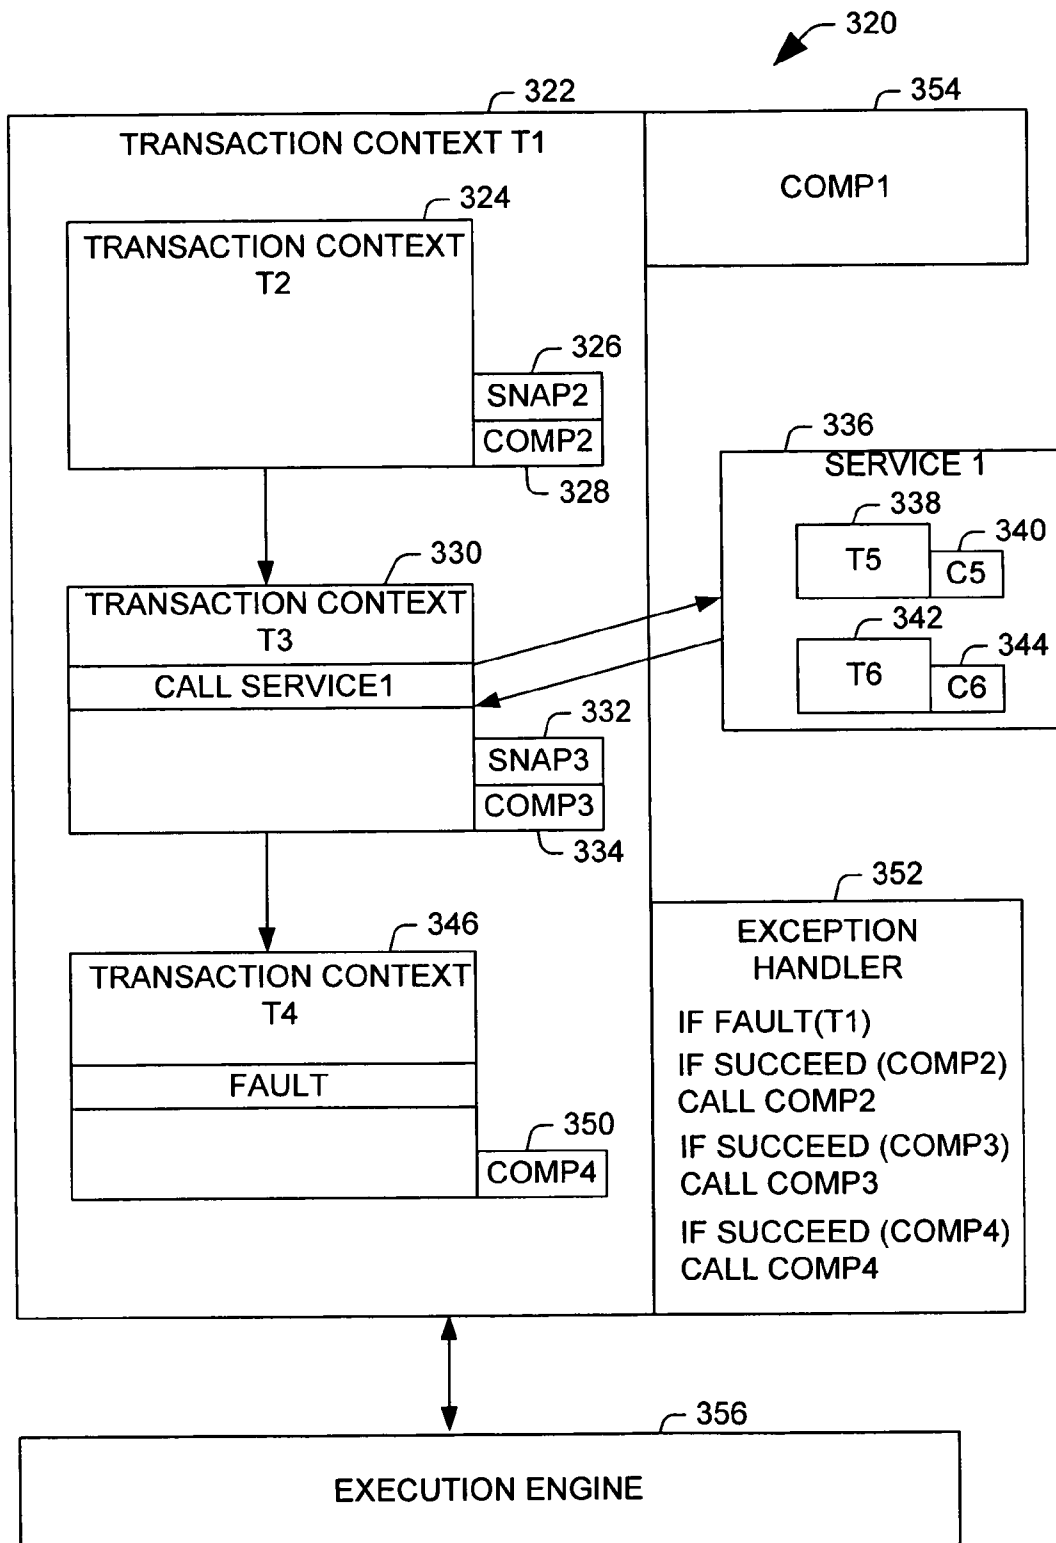 320
322
354
TRANSACTION CONTEXT T1
COMP1
324
TRANSACTION CONTEXT
T2
326
SNAP2
COMP2
328
336
SERVICE 1
338
T5
340
C5
342
T6
344
C6
330
TRANSACTION CONTEXT
T3
CALL SERVICE1
332
SNAP3
COMP3
334
346
TRANSACTION CONTEXT
T4
FAULT
350
COMP4
352
EXCEPTION
HANDLER
IF FAULT(T1)
IF SUCCEED (COMP2)
CALL COMP2
IF SUCCEED (COMP3)
CALL COMP3
IF SUCCEED (COMP4)
CALL COMP4
356
EXECUTION ENGINE